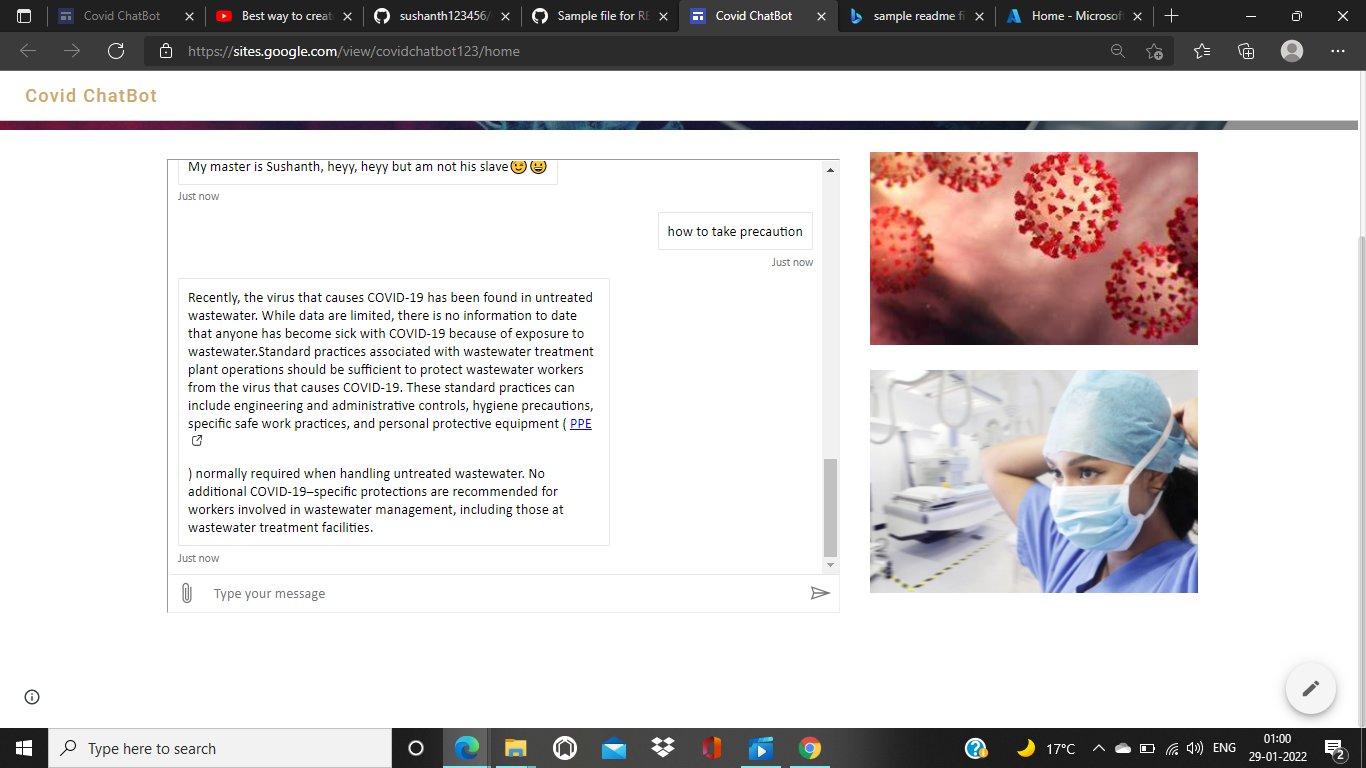 Covid ChatBot
Best way to creat
sushanth123456/
Sample file for RE
Covid ChatBot
sample readme fi
Home - Microsoft
https://sites.google.com/view/covidchatbot123/home
Covid ChatBot
My master is Sushanth, heyy, heyy but am not his slave😉😀
Just now
how to take precaution
Just now
Recently, the virus that causes COVID-19 has been found in untreated
wastewater. While data are limited, there is no information to date
that anyone has become sick with COVID-19 because of exposure to
wastewater.Standard practices associated with wastewater treatment
plant operations should be sufficient to protect wastewater workers
from the virus that causes COVID-19. These standard practices can
include engineering and administrative controls, hygiene precautions,
specific safe work practices, and personal protective equipment ( PPE
) normally required when handling untreated wastewater. No
additional COVID-19–specific protections are recommended for
workers involved in wastewater management, including those at
wastewater treatment facilities.
Just now
Type your message
Type here to search
17°C
ENG
01:00
29-01-2022
2